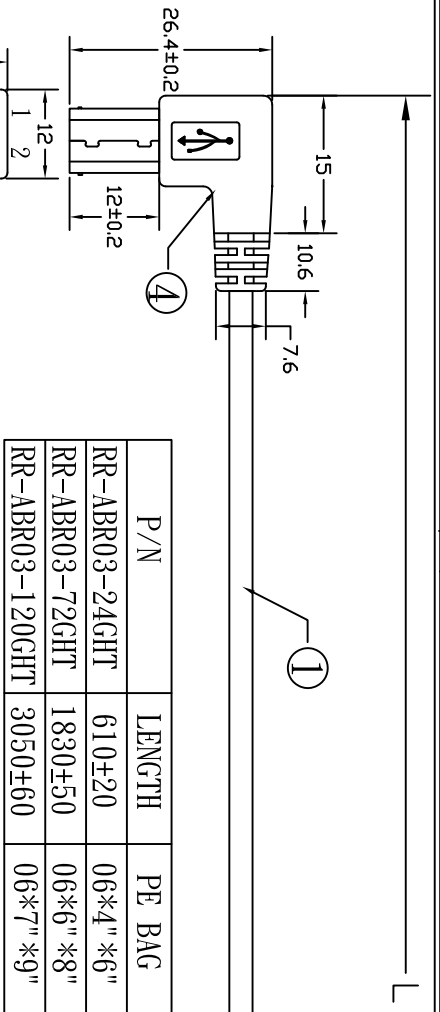 L
26.4±0.2
15
10.6
7.6
12±0.2
12
1 2
4
1
P/N LENGTH PE BAG
RR-ABR03-24GHT 610±20 06*4"*6"
RR-ABR03-72GHT 1830±50 06*6"*8"
RR-ABR03-120GHT 3050±60 06*7"*9"